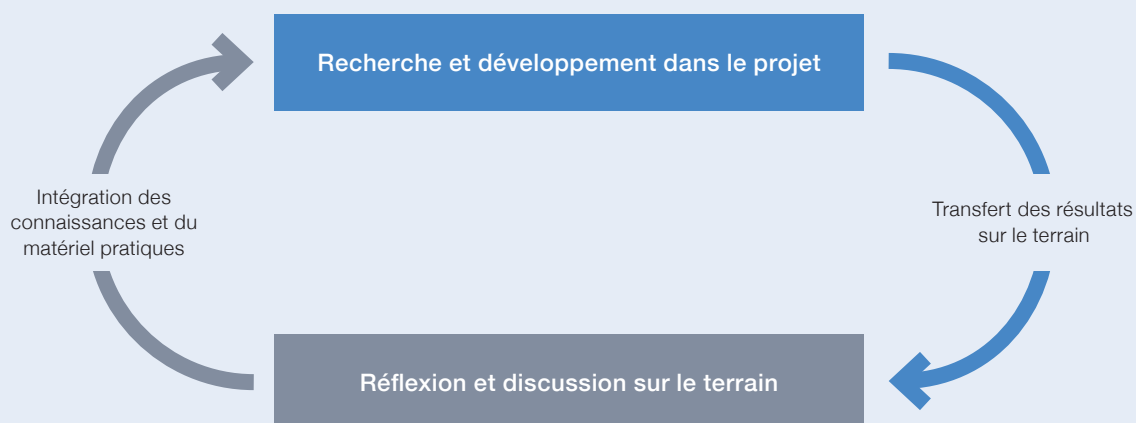 Recherche et développement dans le projet
Intégration des
connaissances et du
matériel pratiques
Transfert des résultats
sur le terrain
Réflexion et discussion sur le terrain